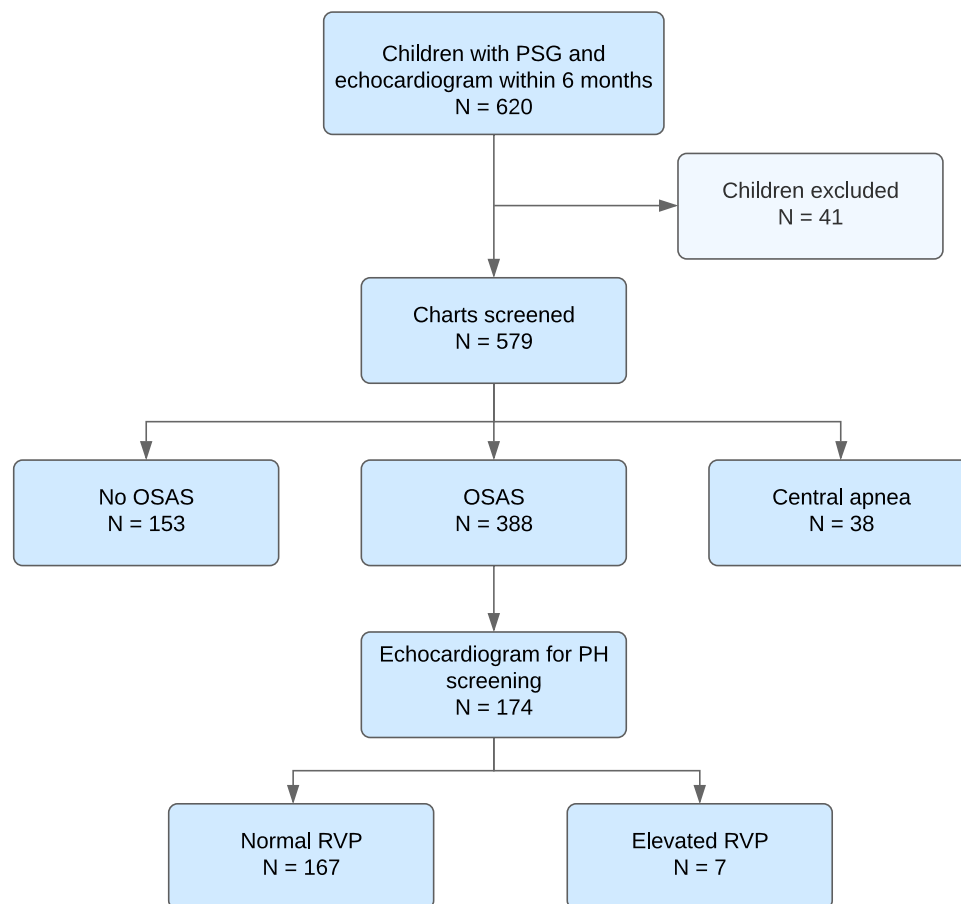 Children with PSG and
echocardiogram within 6 months
N = 620
Children excluded
N = 41
Charts screened
N = 579
No OSAS
N = 153
OSAS
N = 388
Central apnea
N = 38
Echocardiogram for PH
screening
N = 174
Normal RVP
N = 167
Elevated RVP
N = 7